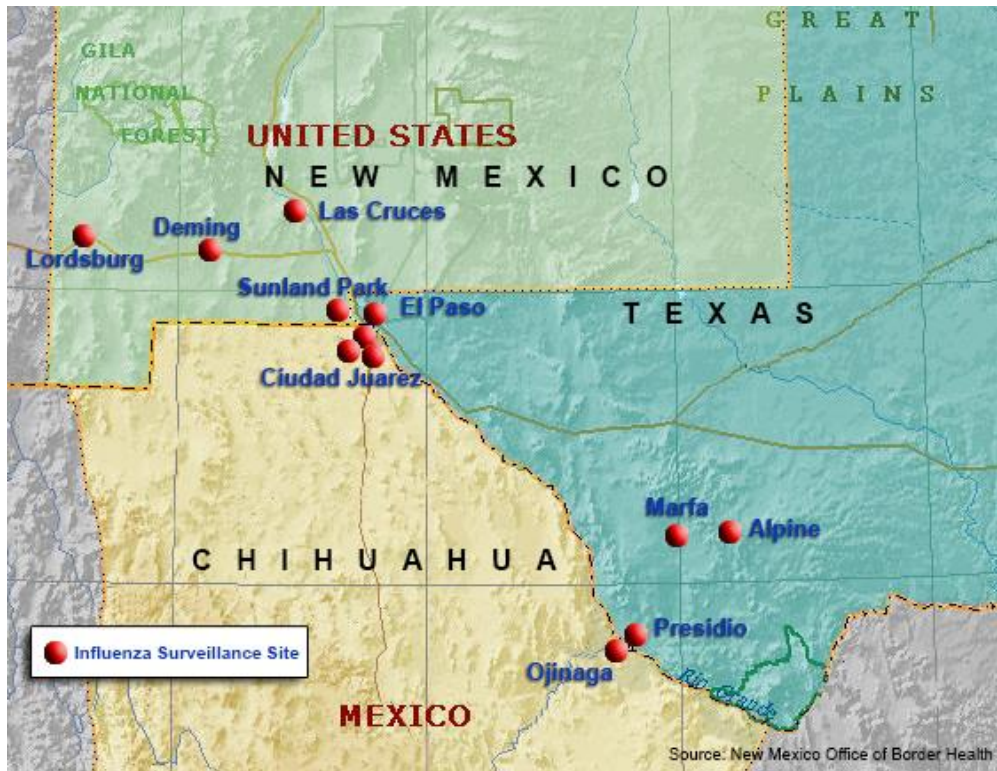 GREAT
PLAINS
GILA
NATIONAL
FOREST
UNITED STATES
NEW MEXICO
Las Cruces
Deming
Lordsburg
Sunland Park
El Paso
TEXAS
Ciudad Juarez
Marfa
Alpine
CHIHUAHUA
Presidio
Ojinaga
Rio Grande
Influenza Surveillance Site
MEXICO
Source: New Mexico Office of Border Health